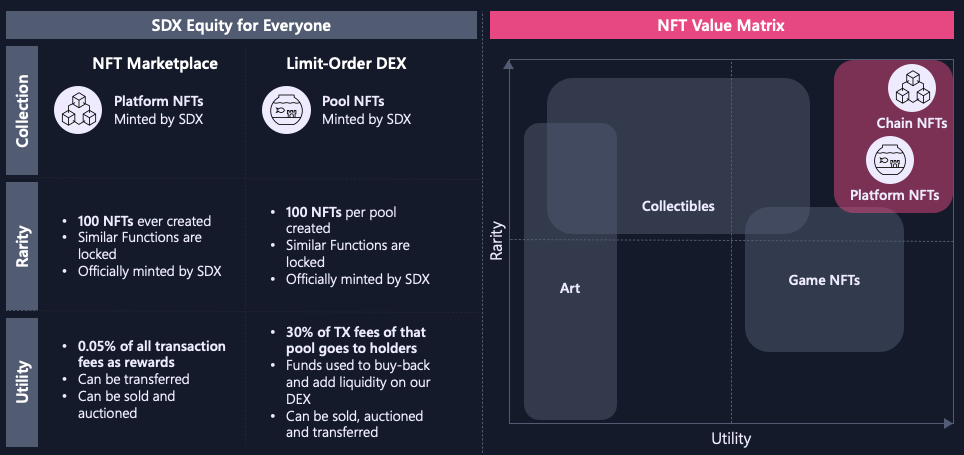 SDX Equity for Everyone
NFT Value Matrix
Collection
NFT Marketplace
Limit-Order DEX
Platform NFTs
Minted by SDX
Pool NFTs
Minted by SDX
Rarity
• 100 NFTs ever created
• Similar Functions are
locked
• Officially minted by SDX
• 100 NFTs per pool
created
• Similar Functions are
locked
• Officially minted by SDX
Utility
• 0.05% of all transaction
fees as rewards
• Can be transferred
• Can be sold and
auctioned
• 30% of TX fees of that
pool goes to holders
• Funds used to buy-back
and add liquidity on our
DEX
• Can be sold, auctioned
and transferred
Rarity
Chain NFTs
Platform NFTs
Collectibles
Art
Game NFTs
Utility